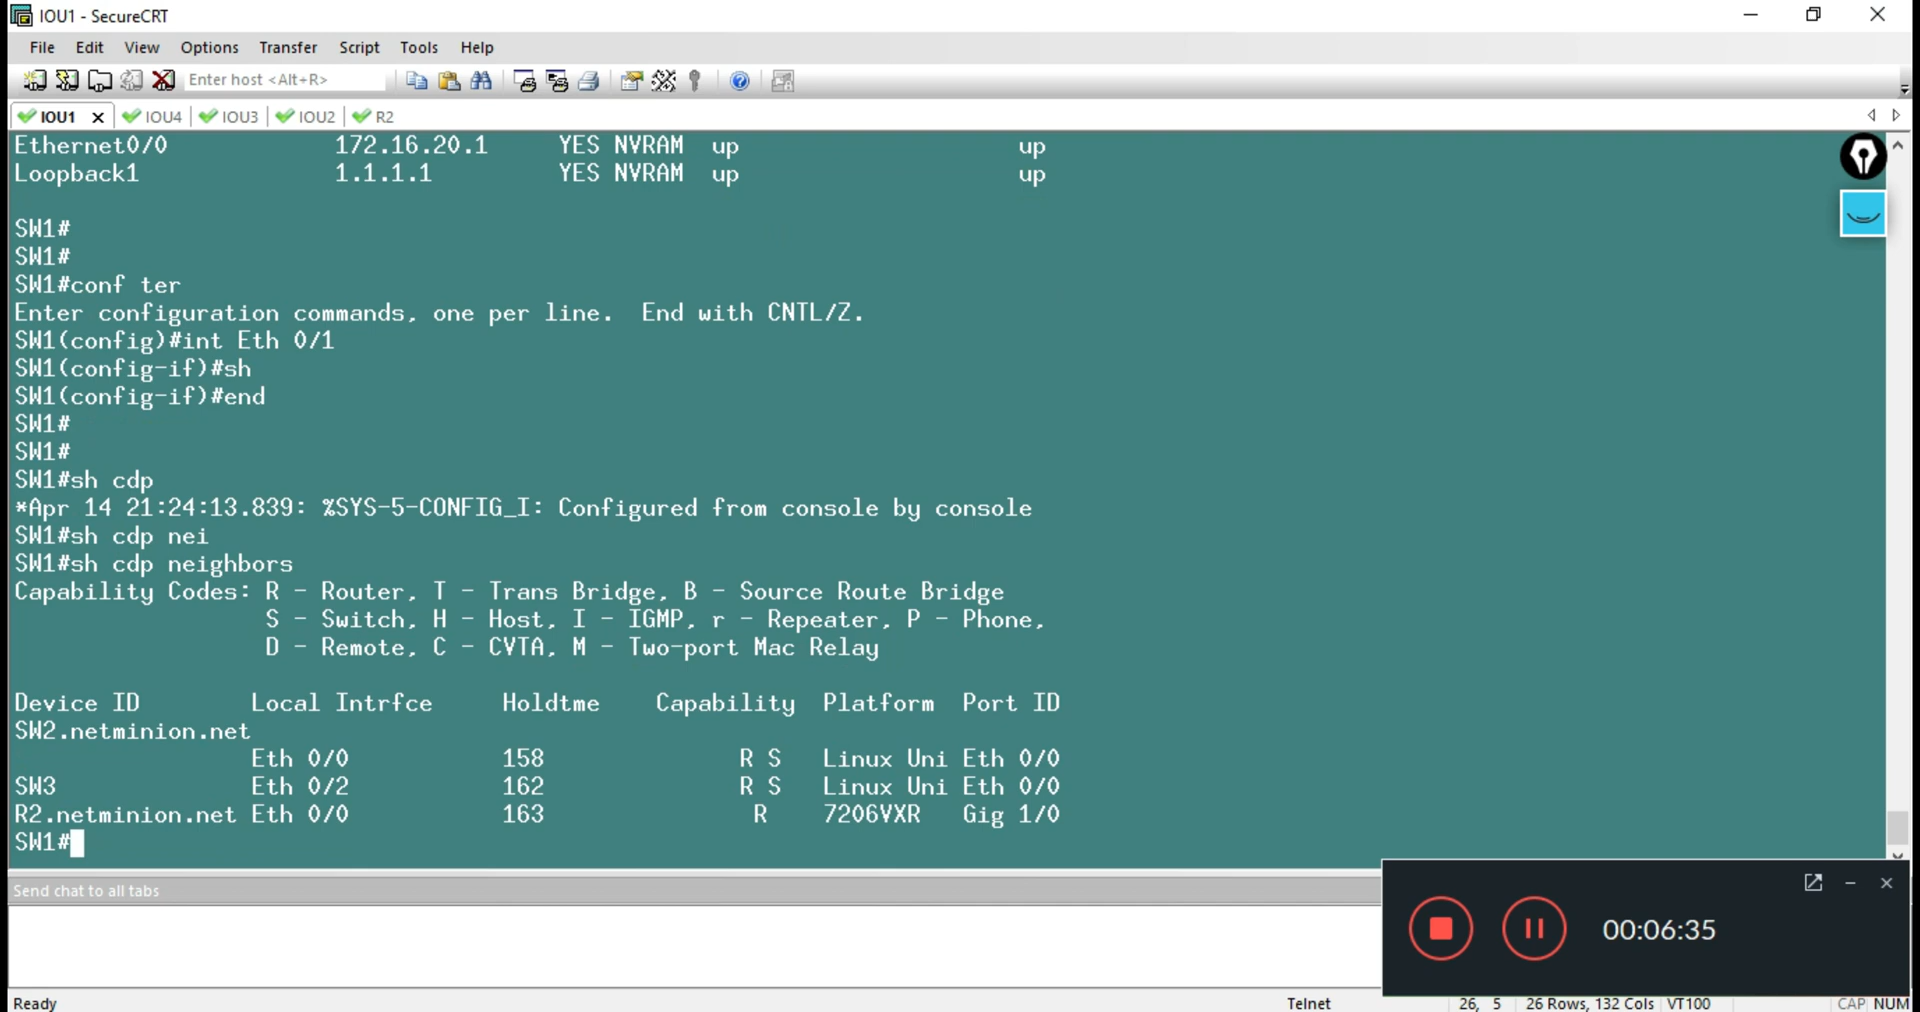 IOU1 - SecureCRT
File Edit View Options Transfer Script Tools Help
Enter host <Alt+R>
IOU1 IOU4 IOU3 IOU2 R2
Ethernet0/0 172.16.20.1 YES NVRAM up up
Loopback1 1.1.1.1 YES NVRAM up up
SW1#
SW1#
SW1#conf ter
Enter configuration commands, one per line. End with CNTL/Z.
SW1(config)#int Eth 0/1
SW1(config-if)#sh
SW1(config-if)#end
SW1#
SW1#
SW1#sh cdp
*Apr 14 21:24:13.839: %SYS-5-CONFIG_I: Configured from console by console
SW1#sh cdp nei
SW1#sh cdp neighbors
Capability Codes: R - Router, T - Trans Bridge, B - Source Route Bridge
S - Switch, H - Host, I - IGMP, r - Repeater, P - Phone,
D - Remote, C - CVTA, M - Two-port Mac Relay
Device ID Local Intrfce Holdtme Capability Platform Port ID
SW2.netminion.net
Eth 0/0 158 R S Linux Uni Eth 0/0
SW3 Eth 0/2 162 R S Linux Uni Eth 0/0
R2.netminion.net Eth 0/0 163 R 7206VXR Gig 1/0
SW1#
Send chat to all tabs
00:06:35
Ready Telnet 26, 5 26 Rows, 132 Cols VT100 CAP NUM